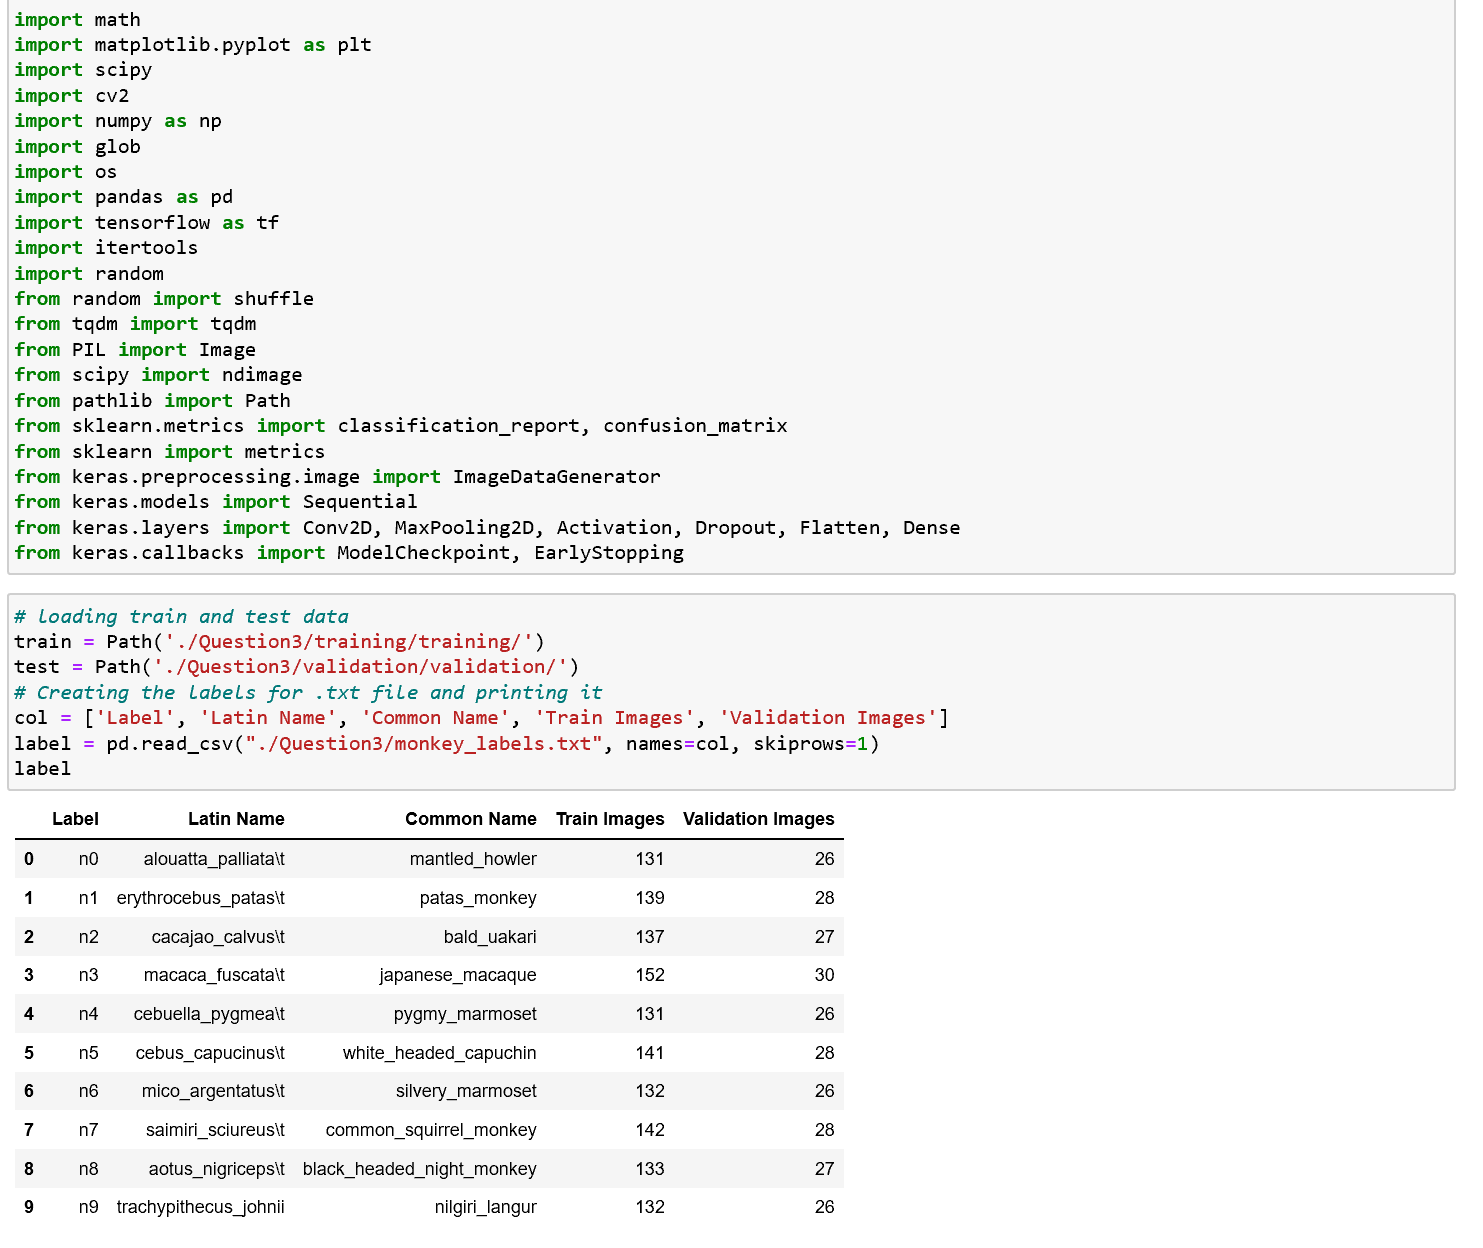 import math
import matplotlib.pyplot as plt
import scipy
import cv2
import numpy as np
import glob
import os
import pandas as pd
import tensorflow as tf
import itertools
import random
from random import shuffle
from tqdm import tqdm
from PIL import Image
from scipy import ndimage
from pathlib import Path
from sklearn.metrics import classification_report, confusion_matrix
from sklearn import metrics
from keras.preprocessing.image import ImageDataGenerator
from keras.models import Sequential
from keras.layers import Conv2D, MaxPooling2D, Activation, Dropout, Flatten, Dense
from keras.callbacks import ModelCheckpoint, EarlyStopping
# loading train and test data
train = Path('./Question3/training/training/')
test = Path('./Question3/validation/validation/')
# Creating the labels for .txt file and printing it
col = ['Label', 'Latin Name', 'Common Name', 'Train Images', 'Validation Images']
label = pd.read_csv("./Question3/monkey_labels.txt", names=col, skiprows=1)
label
Label Latin Name Common Name Train Images Validation Images
0 n0 alouatta_palliata\t mantled_howler 131 26
1 n1 erythrocebus_patas\t patas_monkey 139 28
2 n2 cacajao_calvus\t bald_uakari 137 27
3 n3 macaca_fuscata\t japanese_macaque 152 30
4 n4 cebuella_pygmea\t pygmy_marmoset 131 26
5 n5 cebus_capucinus\t white_headed_capuchin 141 28
6 n6 mico_argentatus\t silvery_marmoset 132 26
7 n7 saimiri_sciureus\t common_squirrel_monkey 142 28
8 n8 aotus_nigriceps\t black_headed_night_monkey 133 27
9 n9 trachypithecus_johnii nilgiri_langur 132 26